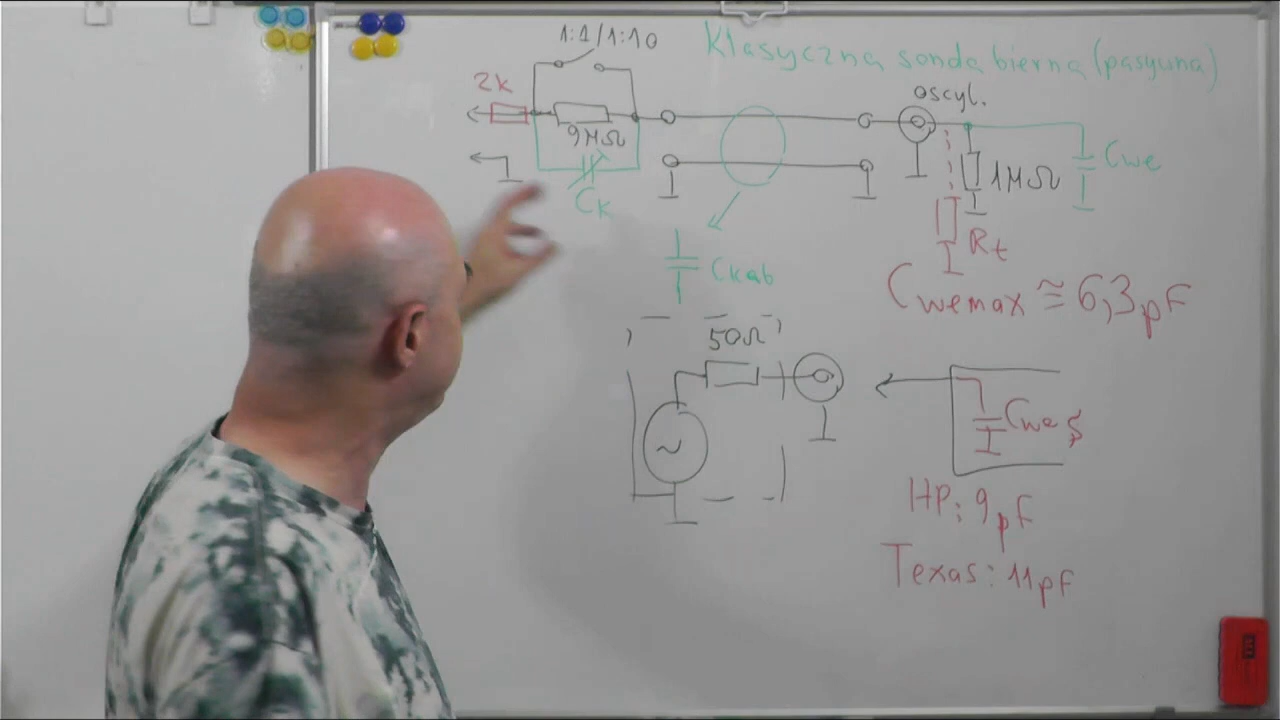 1:1/1:10
Klasyczna sonda bierna (pasywna)
2k
oscyl.
9MΩ
Cwe
1MΩ
CK
Rt
Ckab
Cwemax ≅ 6,3pF
50Ω
~
Cwe
HP: 9pF
Texas: 11pF